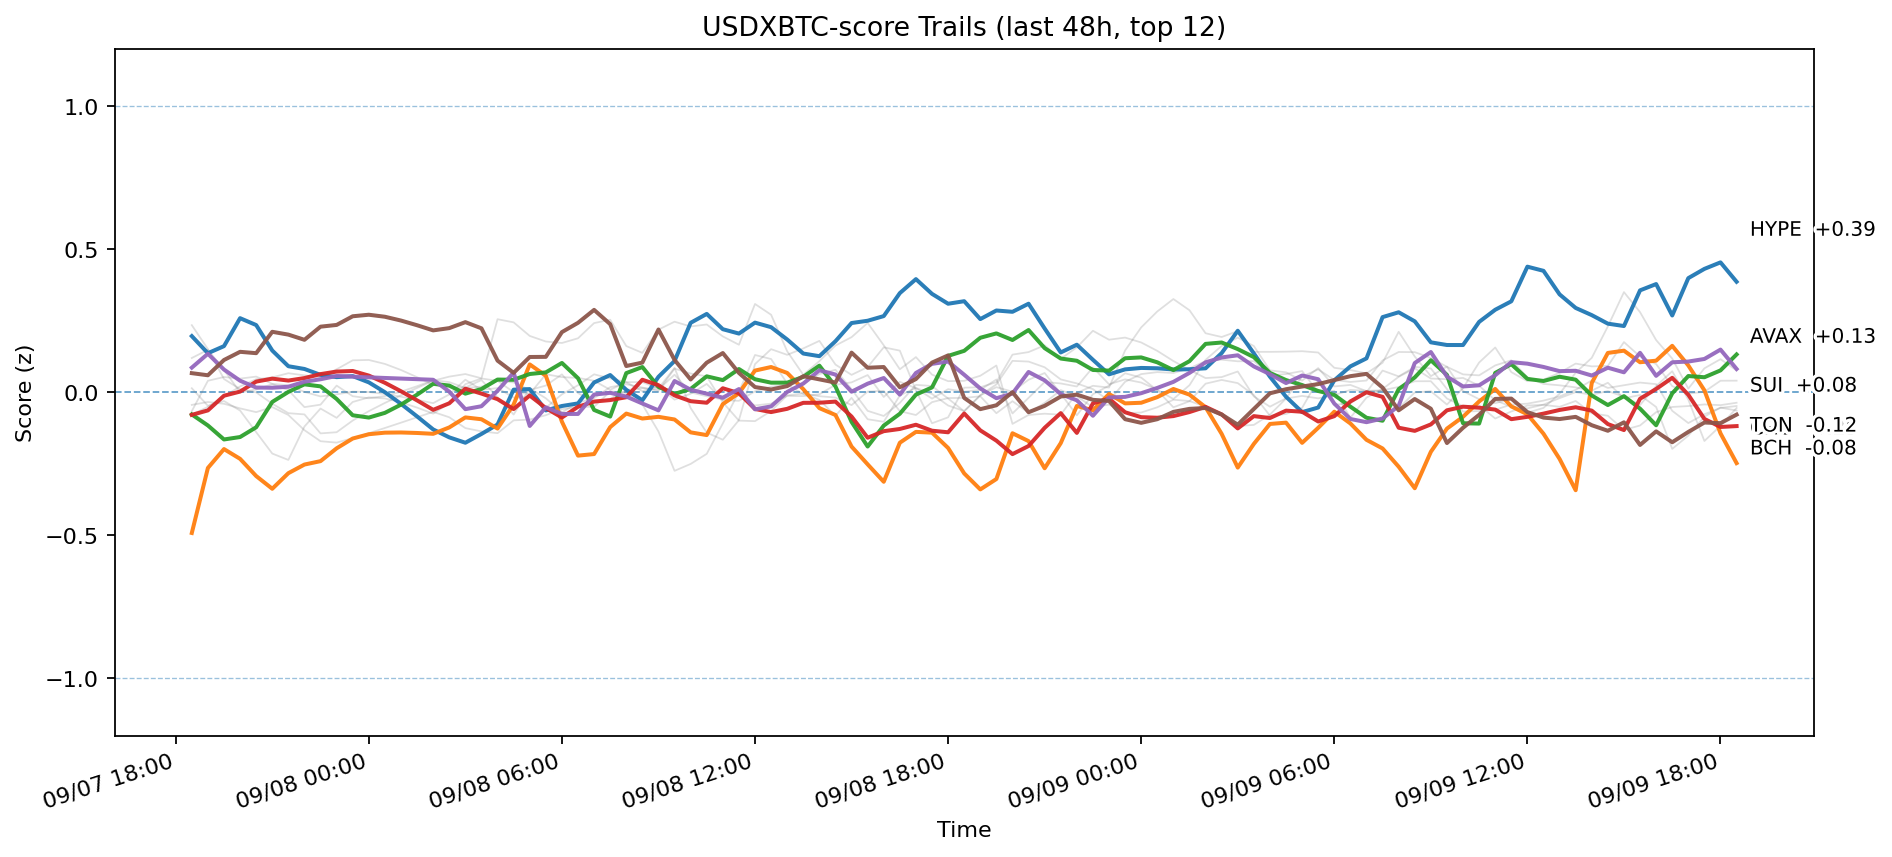 USDXBTC-score Trails (last 48h, top 12)
Score (z)
1.0
0.5
0.0
−0.5
−1.0
HYPE +0.39
AVAX +0.13
SUI +0.08
TON -0.12
BCH -0.08
09/07 18:00
09/08 00:00
09/08 06:00
09/08 12:00
09/08 18:00
09/09 00:00
09/09 06:00
09/09 12:00
09/09 18:00
Time